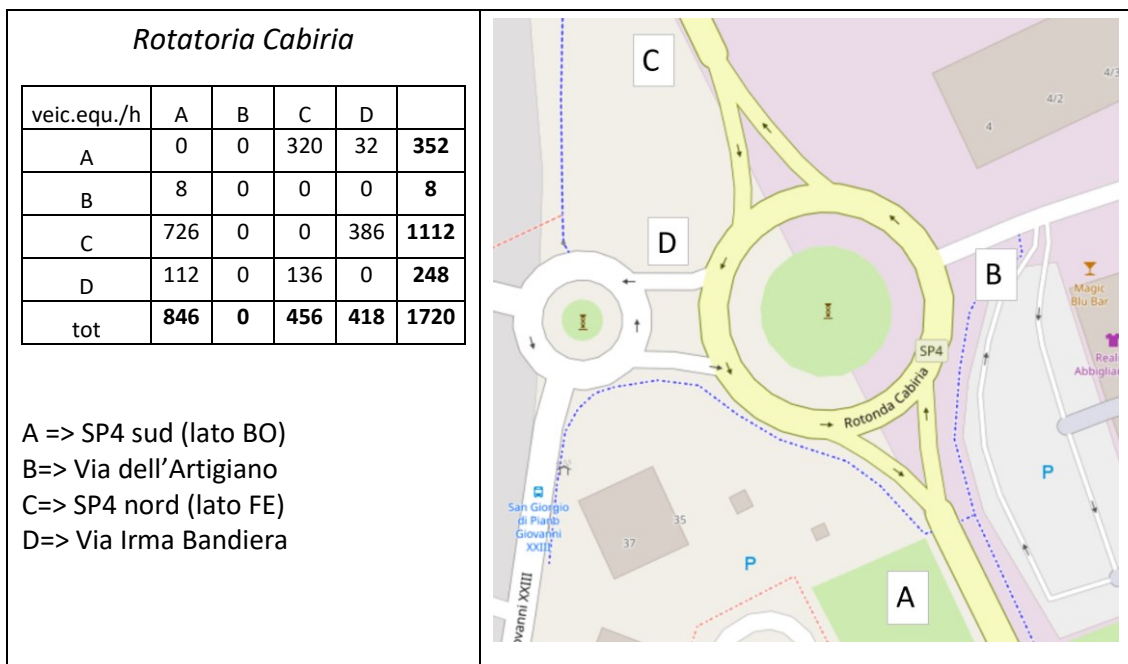 Rotatoria Cabiria
veic.equ./h A B C D
A 0 0 320 32 352
B 8 0 0 0 8
C 726 0 0 386 1112
D 112 0 136 0 248
tot 846 0 456 418 1720
A => SP4 sud (lato BO)
B=> Via dell’Artigiano
C=> SP4 nord (lato FE)
D=> Via Irma Bandiera
C
4/3
4/2
4
D
B
Magic
Blu Bar
SP4
Rotonda Cabiria
San Giorgio
di Piano
Giovanni
XXIII
35
37
P
P
A